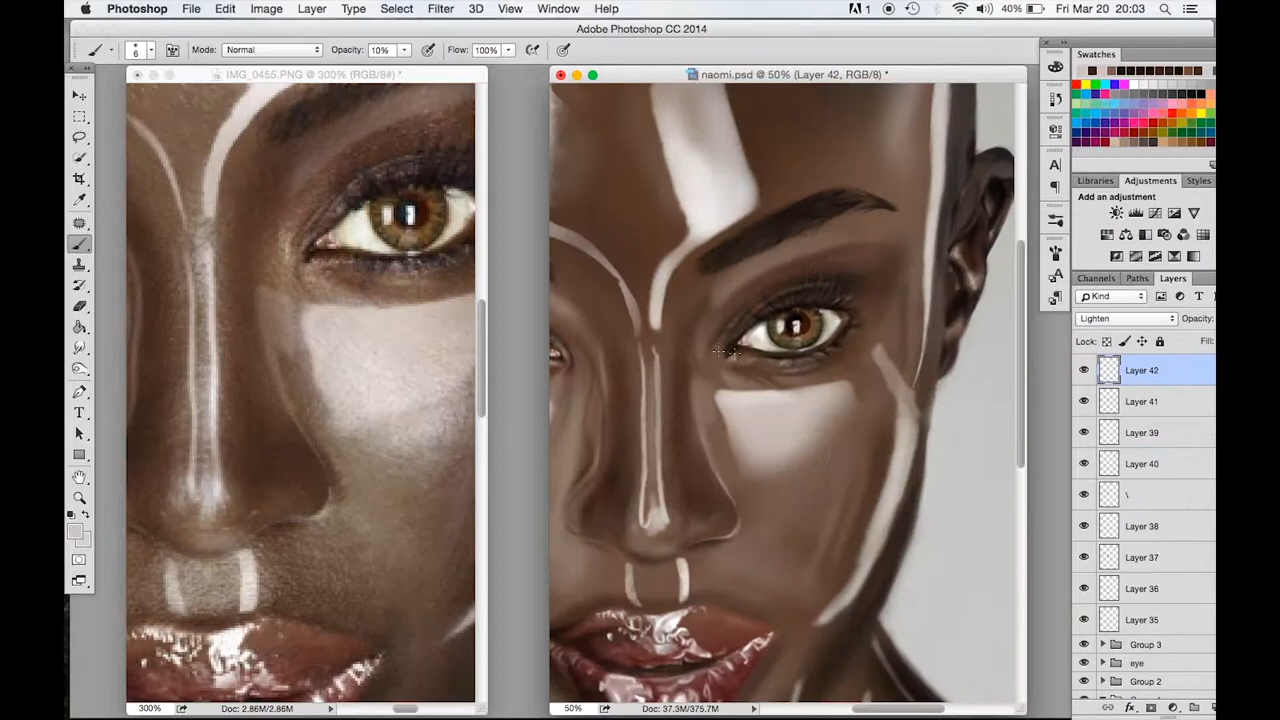 Photoshop File Edit Image Layer Type Select Filter 3D View Window Help 1 40% Fri Mar 20 20:03
Adobe Photoshop CC 2014
6 Mode: Normal Opacity: 10% Flow: 100%
IMG_0455.PNG @ 300% (RGB/8#) *
naomi.psd @ 50% (Layer 42, RGB/8) *
Swatches
Libraries Adjustments Styles
Add an adjustment
Channels Paths Layers
Kind
Lighten Opacity:
Lock: Fill:
Layer 42
Layer 41
Layer 39
Layer 40
\
Layer 38
Layer 37
Layer 36
Layer 35
Group 3
eye
Group 2
300% Doc: 2.86M/2.86M
50% Doc: 37.3M/375.7M